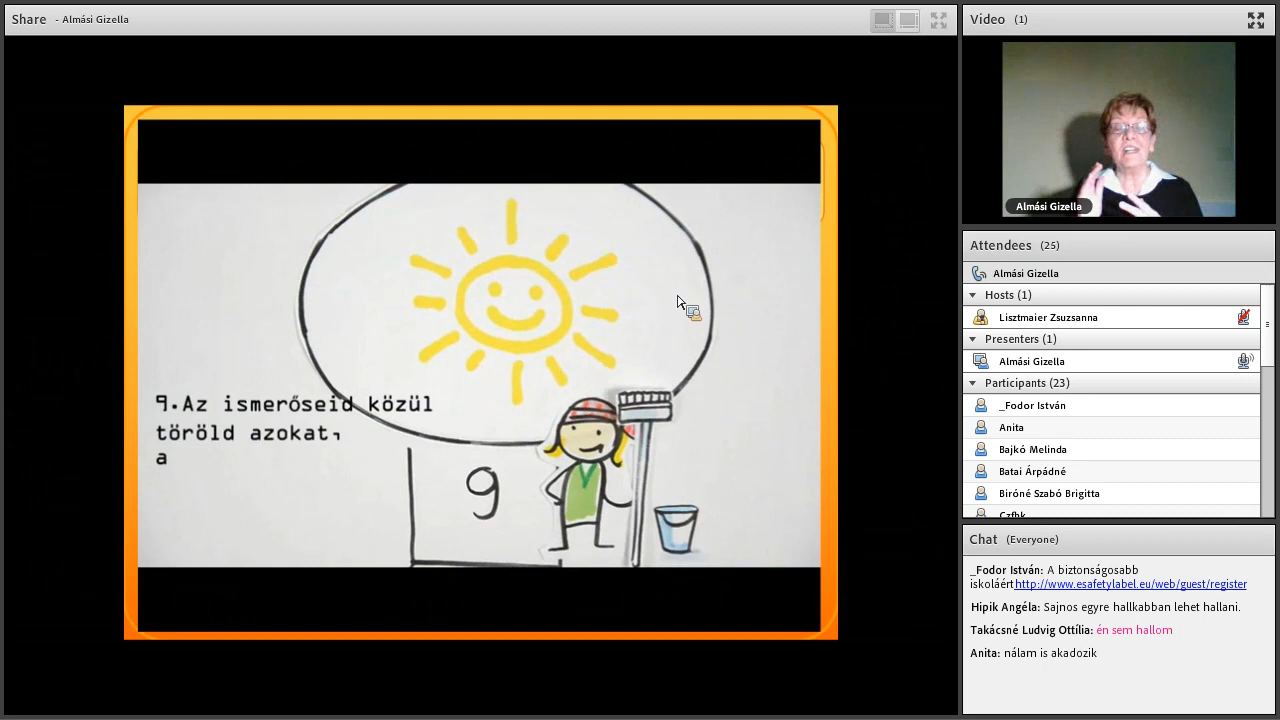 Share - Almási Gizella
9.Az ismerőseid közül
töröld azokat,
a
9
Video (1)
Almási Gizella
Attendees (25)
Almási Gizella
Hosts (1)
Lisztmaier Zsuzsanna
Presenters (1)
Almási Gizella
Participants (23)
_Fodor István
Anita
Bajkó Melinda
Batai Árpádné
Biróné Szabó Brigitta
Chat (Everyone)
_Fodor István: A biztonságosabb
iskoláért http://www.esafetylabel.eu/web/guest/register
Hipik Angéla: Sajnos egyre hallkabban lehet hallani.
Takácsné Ludvig Ottília: én sem hallom
Anita: nálam is akadozik